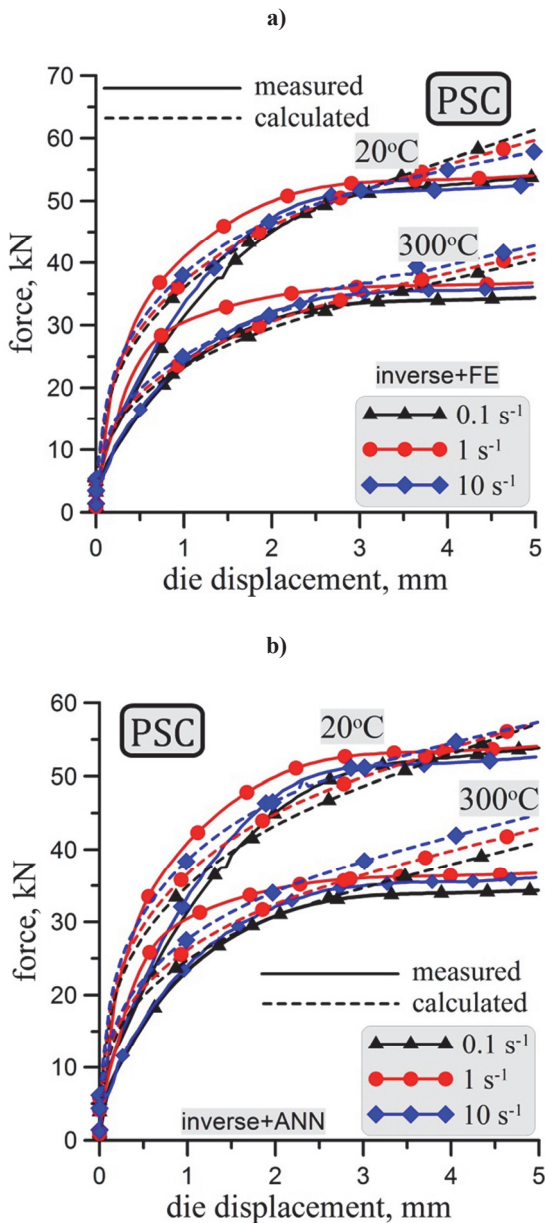 a)
70
60
50
40
30
20
10
0
force, kN
measured
calculated
PSC
20°C
300°C
inverse+FE
0.1 s⁻¹
1 s⁻¹
10 s⁻¹
0 1 2 3 4 5
die displacement, mm
b)
60
50
40
30
20
10
0
force, kN
PSC
20°C
300°C
measured
calculated
0.1 s⁻¹
1 s⁻¹
10 s⁻¹
inverse+ANN
0 1 2 3 4 5
die displacement, mm